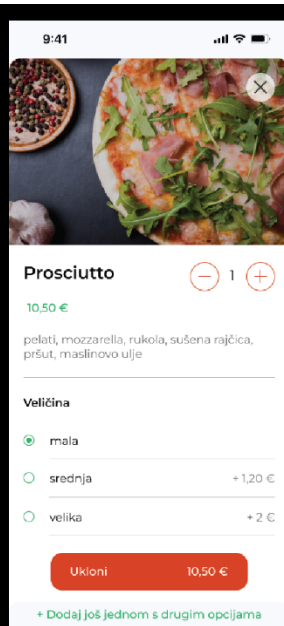 9:41
Prosciutto
1
10,50 €
pelati, mozzarella, rukola, sušena rajčica,
pršut, maslinovo ulje
Veličina
mala
srednja +1,20 €
velika +2 €
Ukloni 10,50 €
+ Dodaj još jednom s drugim opcijama